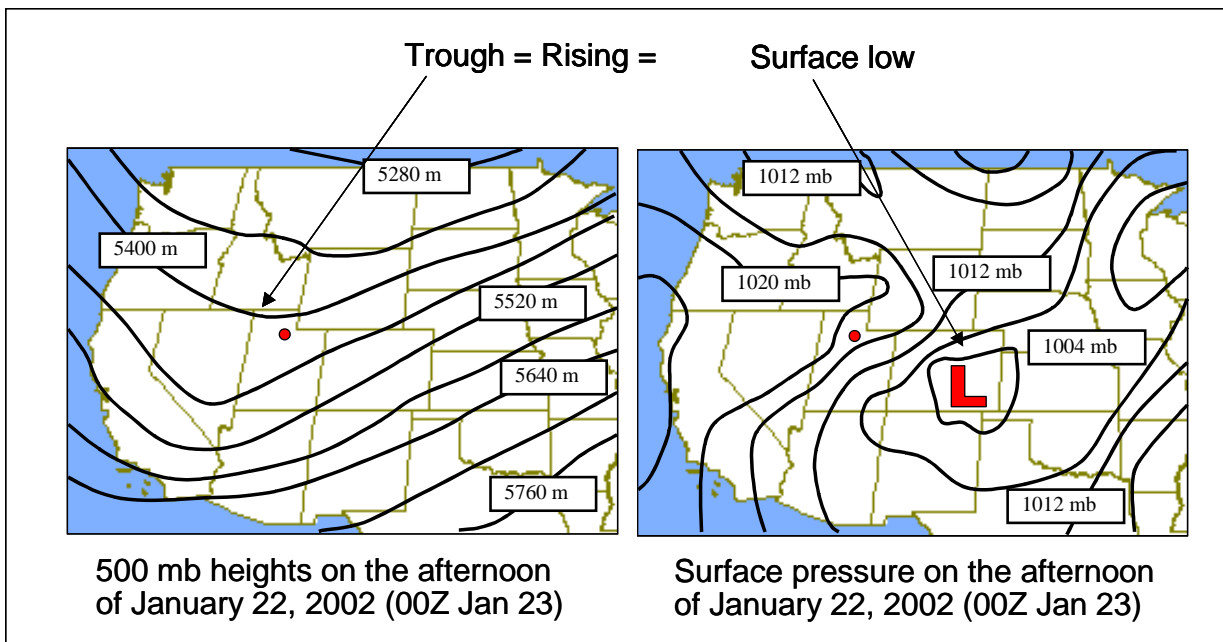 Trough = Rising = Surface low
5280 m
5400 m
5520 m
5640 m
5760 m
1012 mb
1020 mb
1012 mb
1004 mb
L
1012 mb
500 mb heights on the afternoon
of January 22, 2002 (00Z Jan 23)
Surface pressure on the afternoon
of January 22, 2002 (00Z Jan 23)